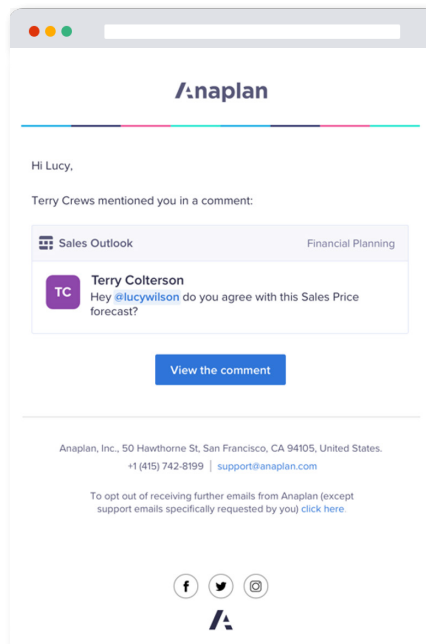 Anaplan
Hi Lucy,
Terry Crews mentioned you in a comment:
Sales Outlook Financial Planning
TC Terry Colterson
Hey @lucywilson do you agree with this Sales Price
forecast?
View the comment
Anaplan, Inc., 50 Hawthorne St, San Francisco, CA 94105, United States.
+1 (415) 742-8199 | support@anaplan.com
To opt out of receiving further emails from Anaplan (except
support emails specifically requested by you) click here.